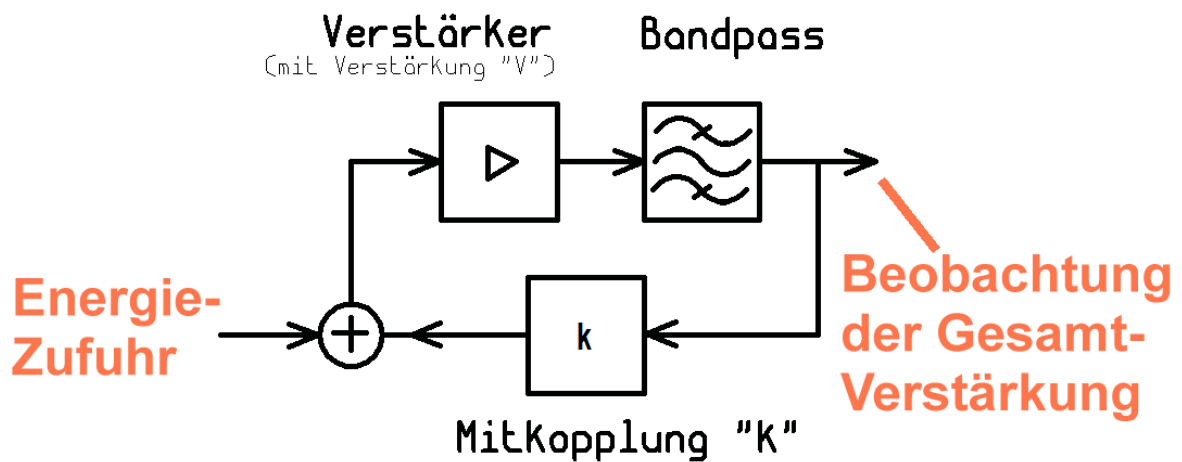 Verstärker
(mit Verstärkung "V")
Bandpass
Energie-
Zufuhr
+
k
Beobachtung
der Gesamt-
Verstärkung
MitKopplung "K"